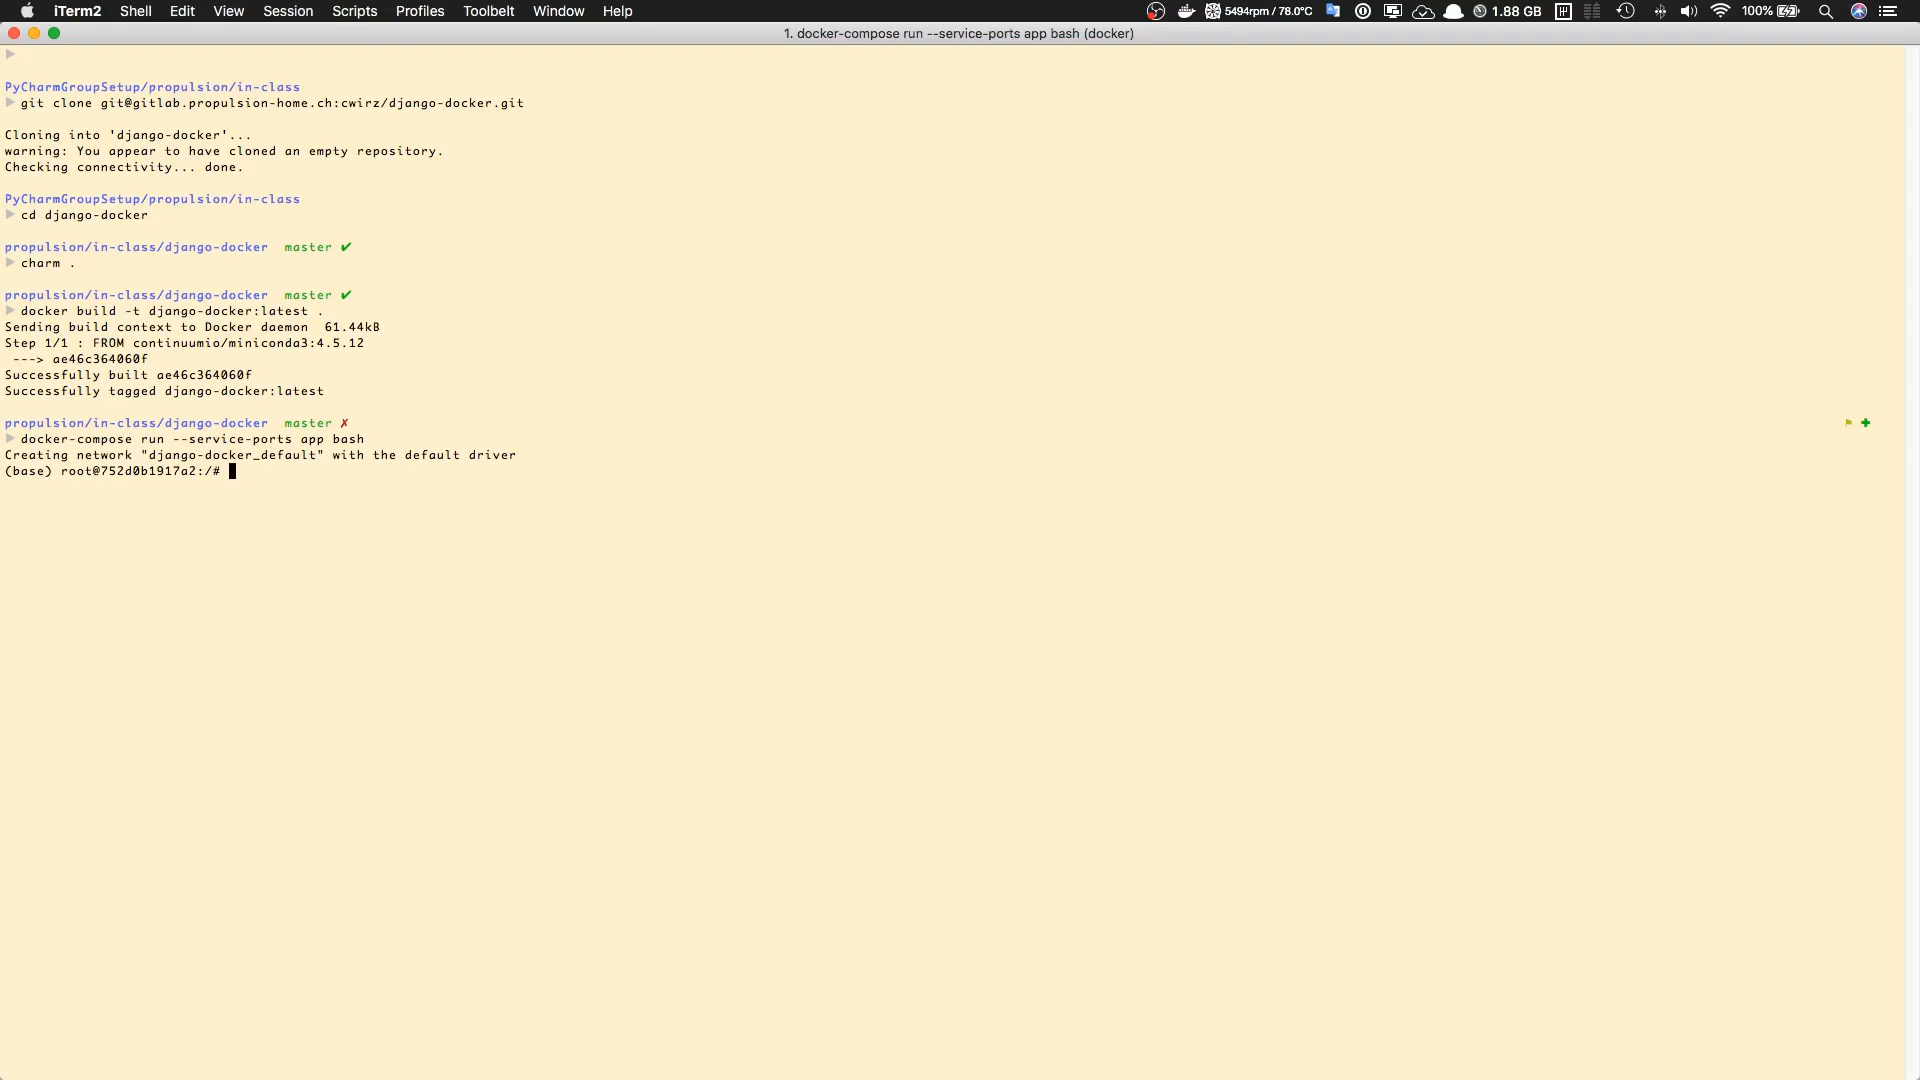 iTerm2 Shell Edit View Session Scripts Profiles Toolbelt Window Help 5494rpm / 78.0°C 1.88 GB 100%
1. docker-compose run --service-ports app bash (docker)
PyCharmGroupSetup/propulsion/in-class
git clone git@gitlab.propulsion-home.ch:cwirz/django-docker.git
Cloning into 'django-docker'...
warning: You appear to have cloned an empty repository.
Checking connectivity... done.
PyCharmGroupSetup/propulsion/in-class
cd django-docker
propulsion/in-class/django-docker master ✔
charm .
propulsion/in-class/django-docker master ✔
docker build -t django-docker:latest .
Sending build context to Docker daemon 61.44kB
Step 1/1 : FROM continuumio/miniconda3:4.5.12
---> ae46c364060f
Successfully built ae46c364060f
Successfully tagged django-docker:latest
propulsion/in-class/django-docker master ✗
docker-compose run --service-ports app bash
Creating network "django-docker_default" with the default driver
(base) root@752d0b1917a2:/#